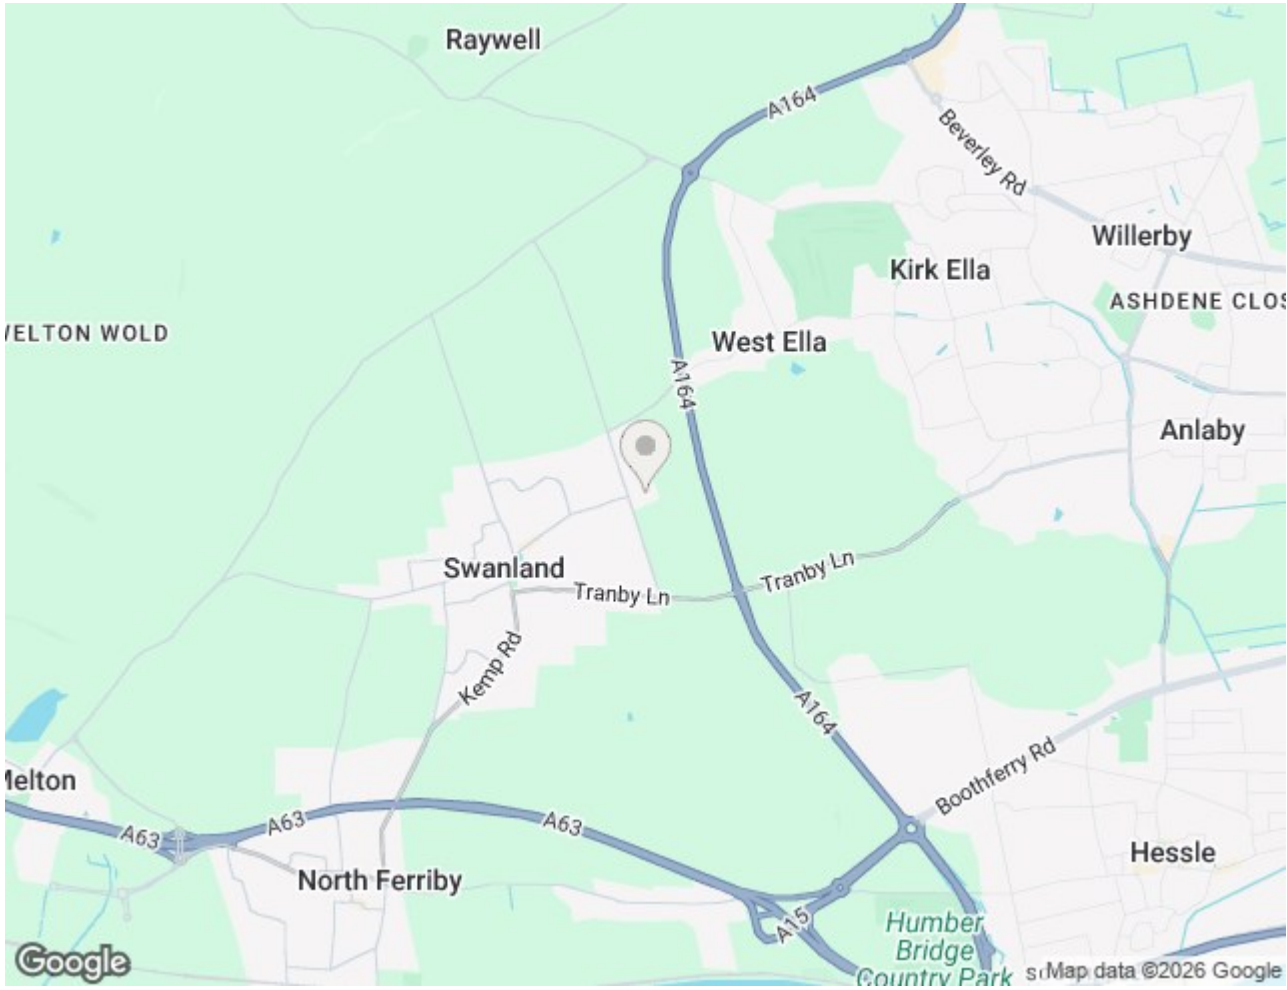 Raywell
A164
Beverley Rd
Willerby
Kirk Ella
ASHDENE CLOS
VELTON WOLD
West Ella
A164
Anlaby
Swanland
Tranby Ln
Tranby Ln
Kemp Rd
A164
Boothferry Rd
Melton
A63
A63
A63
Hessle
North Ferriby
A15
Humber
Bridge
Country Park
Google
Map data ©2026 Google